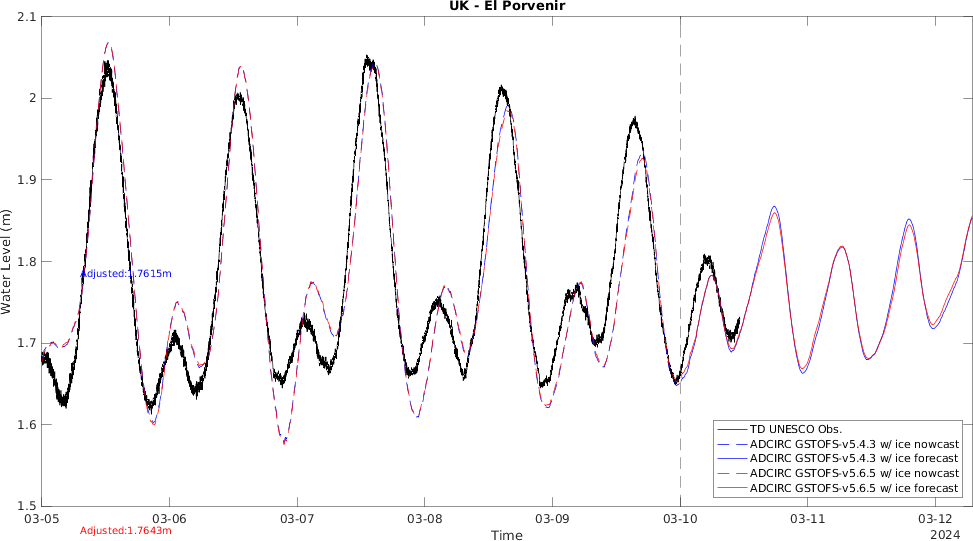 UK - El Porvenir
2.1
2
1.9
1.8
1.7
1.6
1.5
Water Level (m)
Adjusted:1.7615m
TD UNESCO Obs.
ADCIRC GSTOFS-v5.4.3 w/ ice nowcast
ADCIRC GSTOFS-v5.4.3 w/ ice forecast
ADCIRC GSTOFS-v5.6.5 w/ ice nowcast
ADCIRC GSTOFS-v5.6.5 w/ ice forecast
03-05 03-06 03-07 03-08 03-09 03-10 03-11 03-12
Adjusted:1.7643m
Time
2024